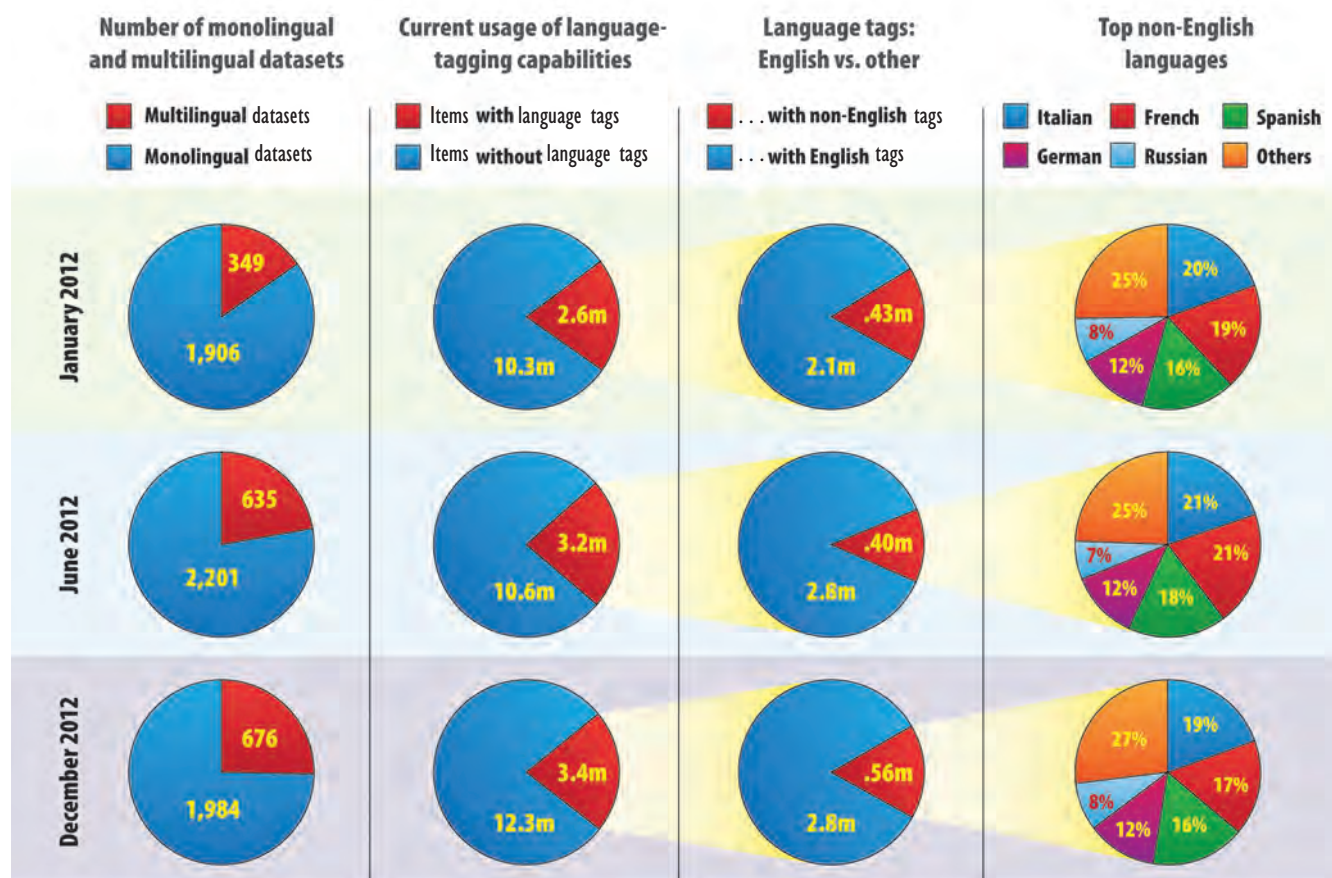 Number of monolingual
and multilingual datasets
Multilingual datasets
Monolingual datasets
Current usage of language-
tagging capabilities
Items with language tags
Items without language tags
Language tags:
English vs. other
. . . with non-English tags
. . . with English tags
Top non-English
languages
Italian French Spanish
German Russian Others
January 2012
349
1,906
2.6m
10.3m
.43m
2.1m
20%
19%
16%
12%
8%
25%
June 2012
635
2,201
3.2m
10.6m
.40m
2.8m
21%
21%
18%
12%
7%
25%
December 2012
676
1,984
3.4m
12.3m
.56m
2.8m
19%
17%
16%
12%
8%
27%